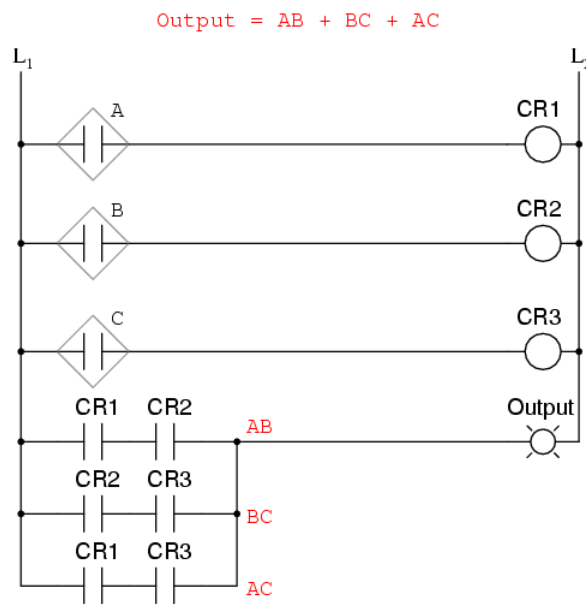 Output = AB + BC + AC
L1
L2
A
CR1
B
CR2
C
CR3
CR1 CR2
AB
Output
CR2 CR3
BC
CR1 CR3
AC